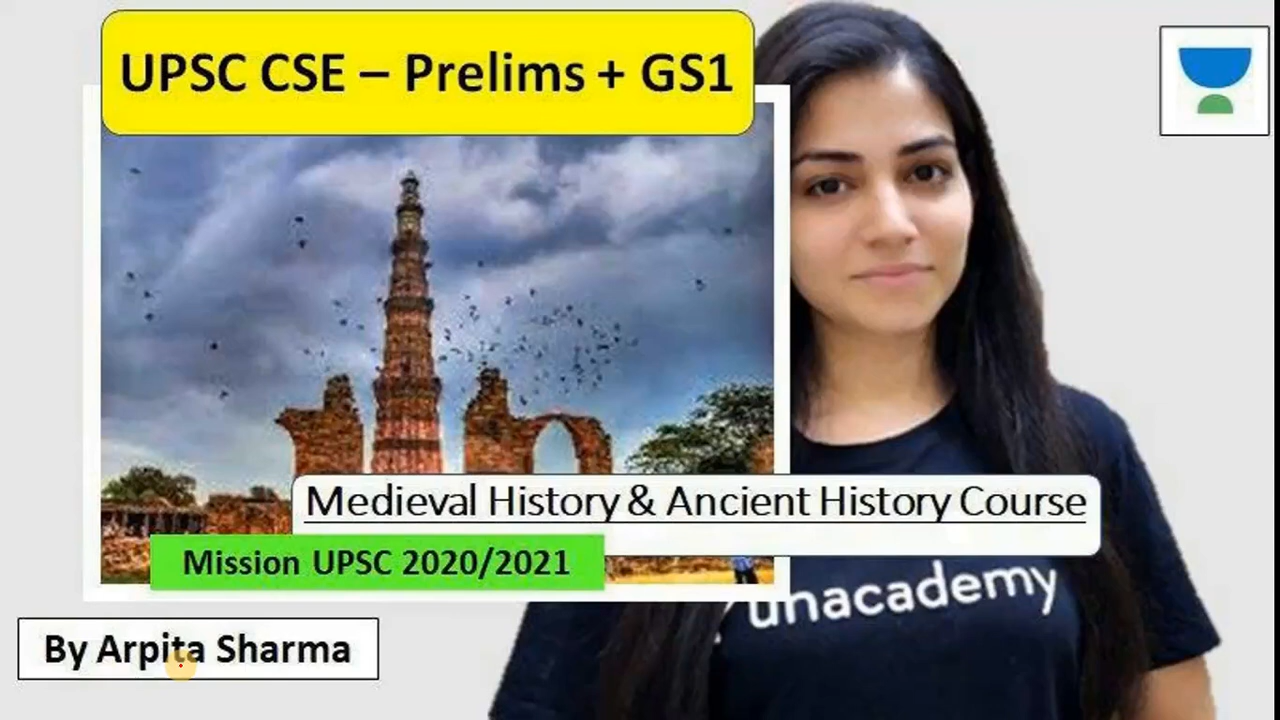 UPSC CSE – Prelims + GS1
Medieval History & Ancient History Course
Mission UPSC 2020/2021
unacademy
By Arpita Sharma